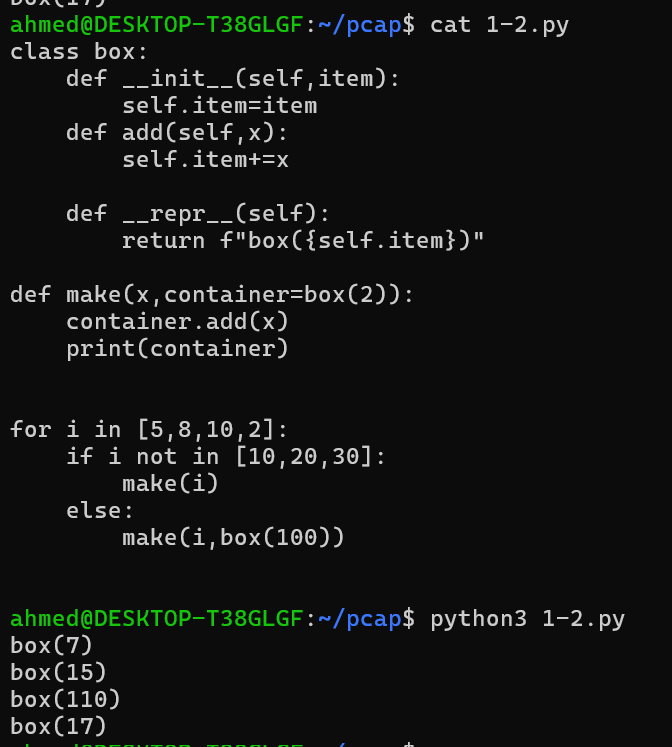 box(17)
ahmed@DESKTOP-T38GLGF:~/pcap$ cat 1-2.py
class box:
    def __init__(self,item):
        self.item=item
    def add(self,x):
        self.item+=x

    def __repr__(self):
        return f"box({self.item})"

def make(x,container=box(2)):
    container.add(x)
    print(container)


for i in [5,8,10,2]:
    if i not in [10,20,30]:
        make(i)
    else:
        make(i,box(100))


ahmed@DESKTOP-T38GLGF:~/pcap$ python3 1-2.py
box(7)
box(15)
box(110)
box(17)